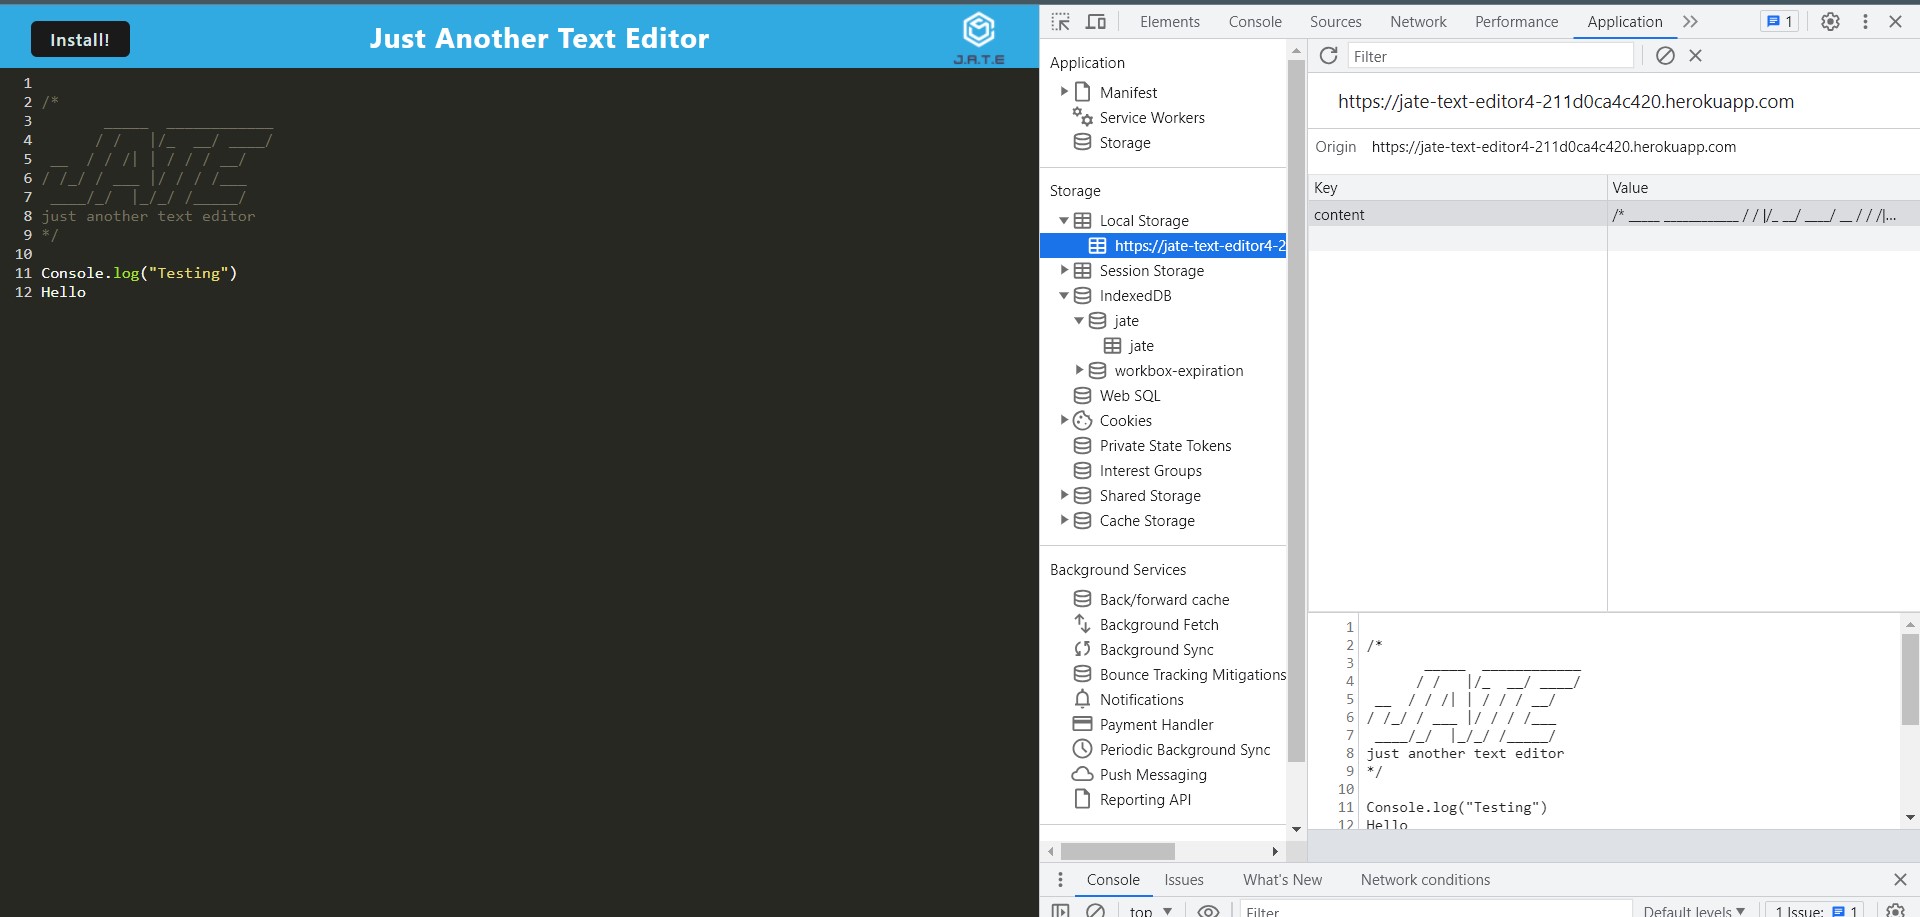 Install!
Just Another Text Editor
J.A.T.E
1
2 /*
3        _____  ____________
4       / /   |/_  __/ ____/
5  __  / / /| | / / / __/
6 / /_/ / ___ |/ / / /___
7  ____/_/  |_/_/ /_____/
8 just another text editor
9 */
10
11 Console.log("Testing")
12 Hello
Elements Console Sources Network Performance Application 1
Application
Manifest
Service Workers
Storage
Storage
Local Storage
https://jate-text-editor4-2
Session Storage
IndexedDB
jate
jate
workbox-expiration
Web SQL
Cookies
Private State Tokens
Interest Groups
Shared Storage
Cache Storage
Background Services
Back/forward cache
Background Fetch
Background Sync
Bounce Tracking Mitigations
Notifications
Payment Handler
Periodic Background Sync
Push Messaging
Reporting API
Filter
https://jate-text-editor4-211d0ca4c420.herokuapp.com
Origin https://jate-text-editor4-211d0ca4c420.herokuapp.com
Key Value
content /* _____ ____________ / / |/_ __/ ____/ __ / / /|...
1
2 /*
3        _____  ____________
4       / /   |/_  __/ ____/
5  __  / / /| | / / / __/
6 / /_/ / ___ |/ / / /___
7  ____/_/  |_/_/ /_____/
8 just another text editor
9 */
10
11 Console.log("Testing")
12 Hello
Console Issues What's New Network conditions
top Filter Default levels 1 Issue: 1